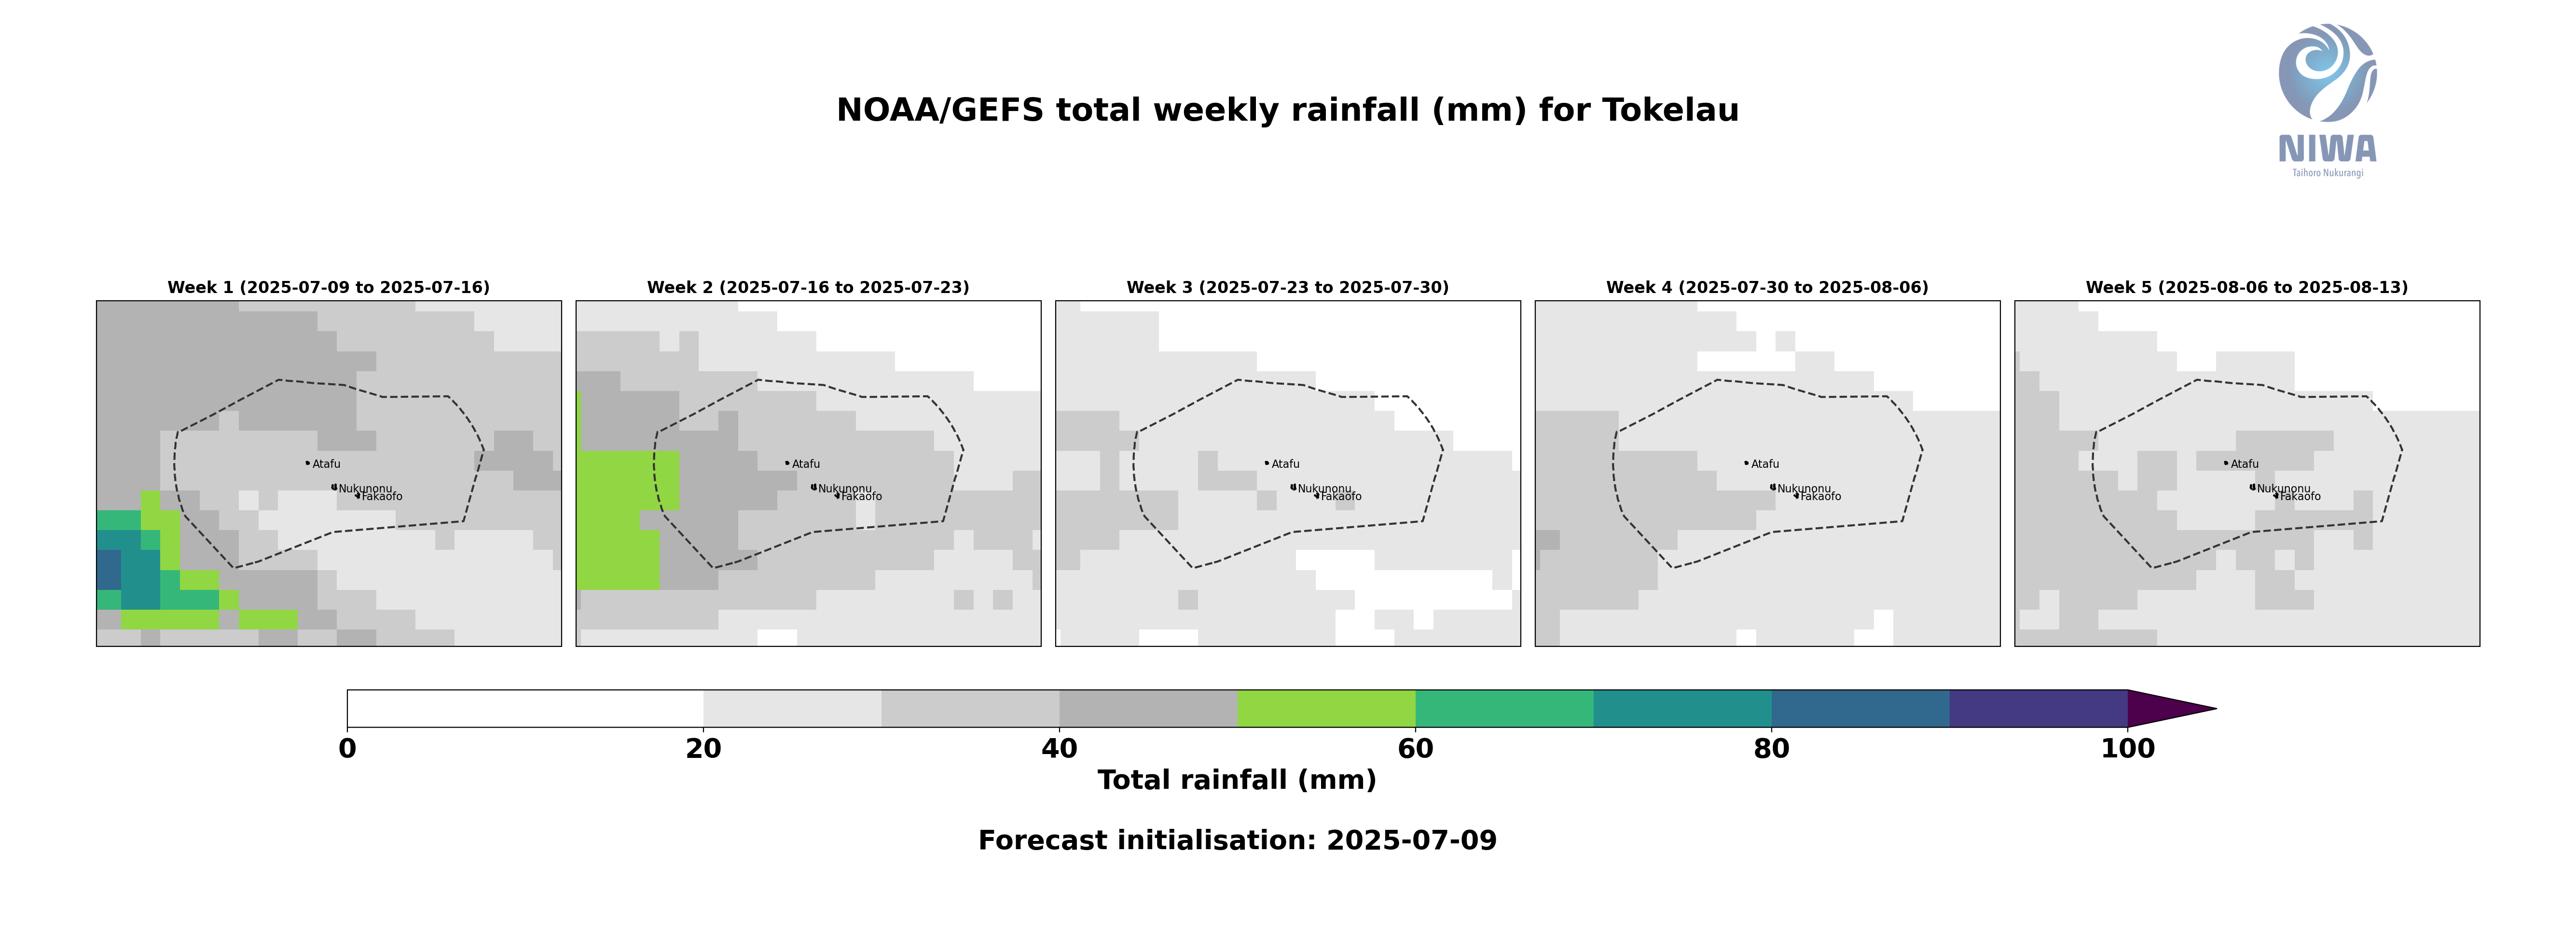 NOAA/GEFS total weekly rainfall (mm) for Tokelau
NIWA
Taihoro Nukurangi
Week 1 (2025-07-09 to 2025-07-16)
Week 2 (2025-07-16 to 2025-07-23)
Week 3 (2025-07-23 to 2025-07-30)
Week 4 (2025-07-30 to 2025-08-06)
Week 5 (2025-08-06 to 2025-08-13)
Atafu
Nukunonu
Fakaofo
Atafu
Nukunonu
Fakaofo
Atafu
Nukunonu
Fakaofo
Atafu
Nukunonu
Fakaofo
Atafu
Nukunonu
Fakaofo
0 20 40 60 80 100
Total rainfall (mm)
Forecast initialisation: 2025-07-09